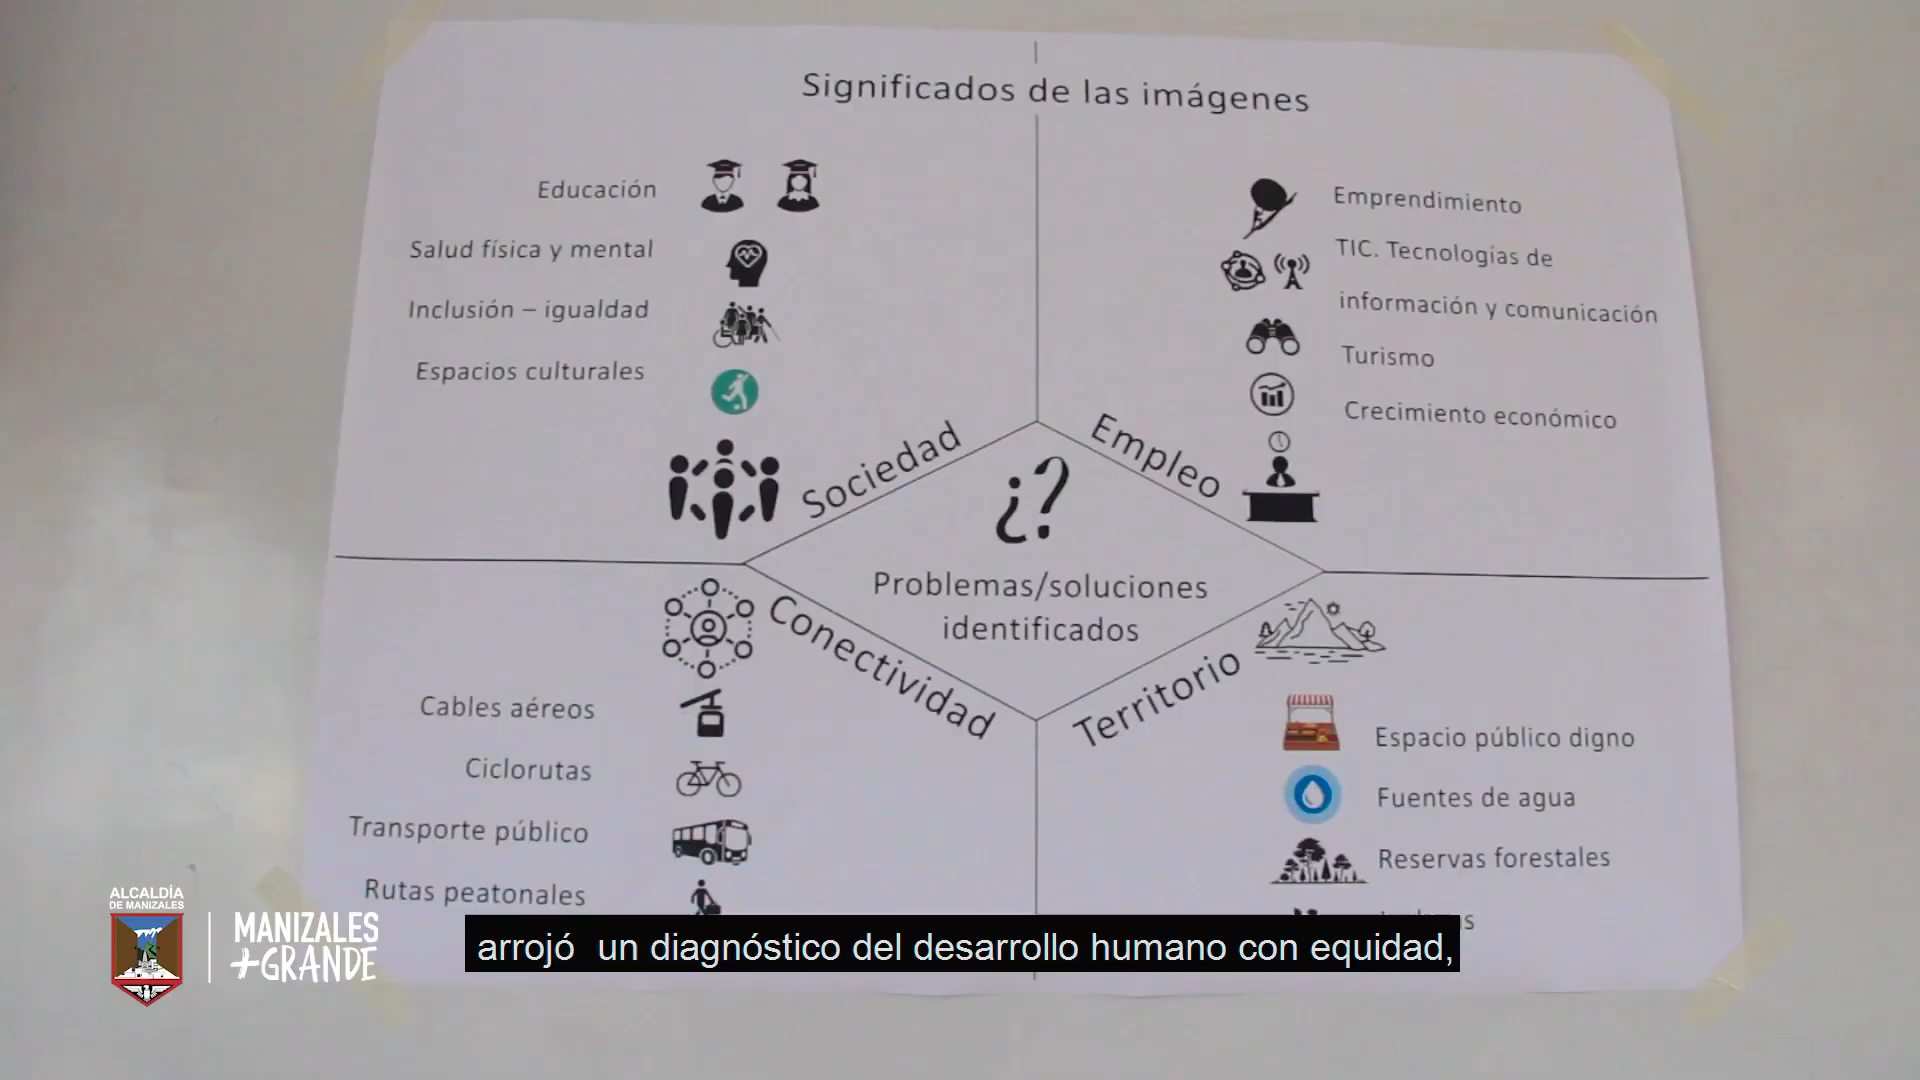 Significados de las imágenes
Educación
Salud física y mental
Inclusión – igualdad
Espacios culturales
Sociedad
Emprendimiento
TIC. Tecnologías de
información y comunicación
Turismo
Crecimiento económico
Empleo
¿?
Problemas/soluciones
identificados
Conectividad
Cables aéreos
Ciclorutas
Transporte público
Rutas peatonales
Territorio
Espacio público digno
Fuentes de agua
Reservas forestales
ALCALDÍA
DE MANIZALES
MANIZALES
+GRANDE
arrojó un diagnóstico del desarrollo humano con equidad,